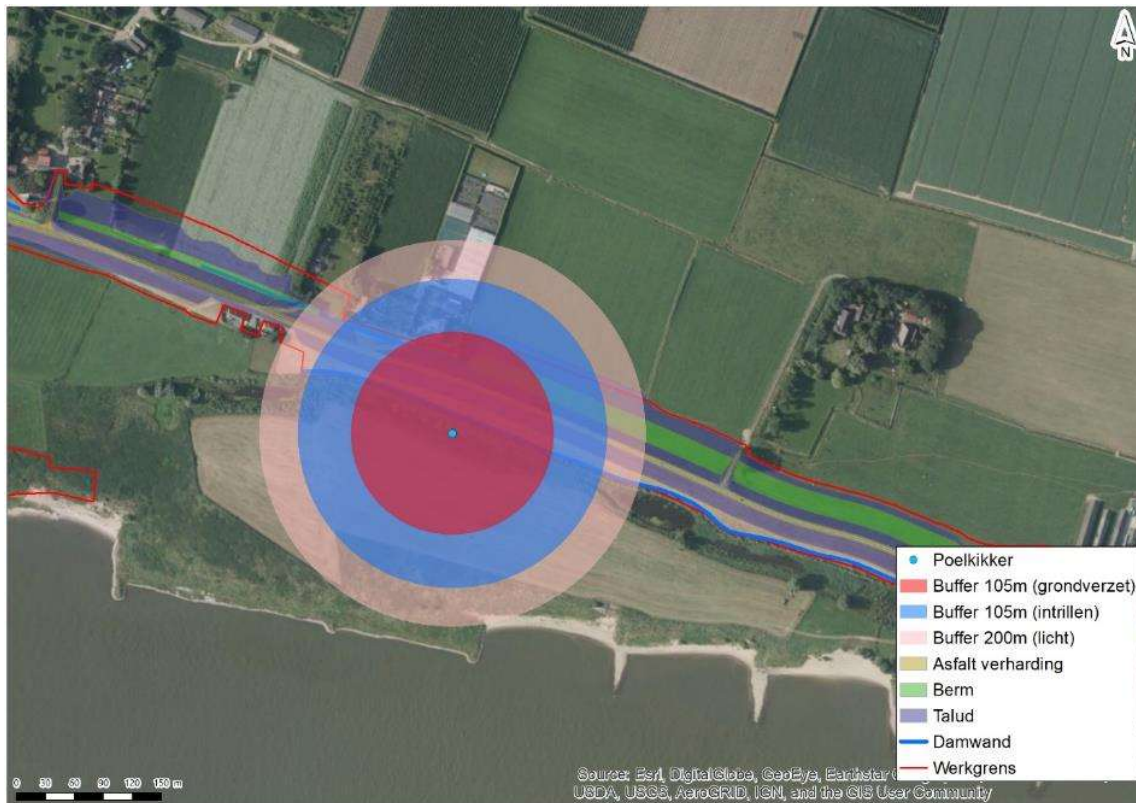 N
Poelkikker
Buffer 105m (grondverzet)
Buffer 105m (intrillen)
Buffer 200m (licht)
Asfalt verharding
Berm
Talud
Damwand
Werkgrens
0 30 60 90 120 150 m
Source: Esri, DigitalGlobe, GeoEye, Earthstar
USDA, USGS, AeroGRID, IGN, and the GIS User Community